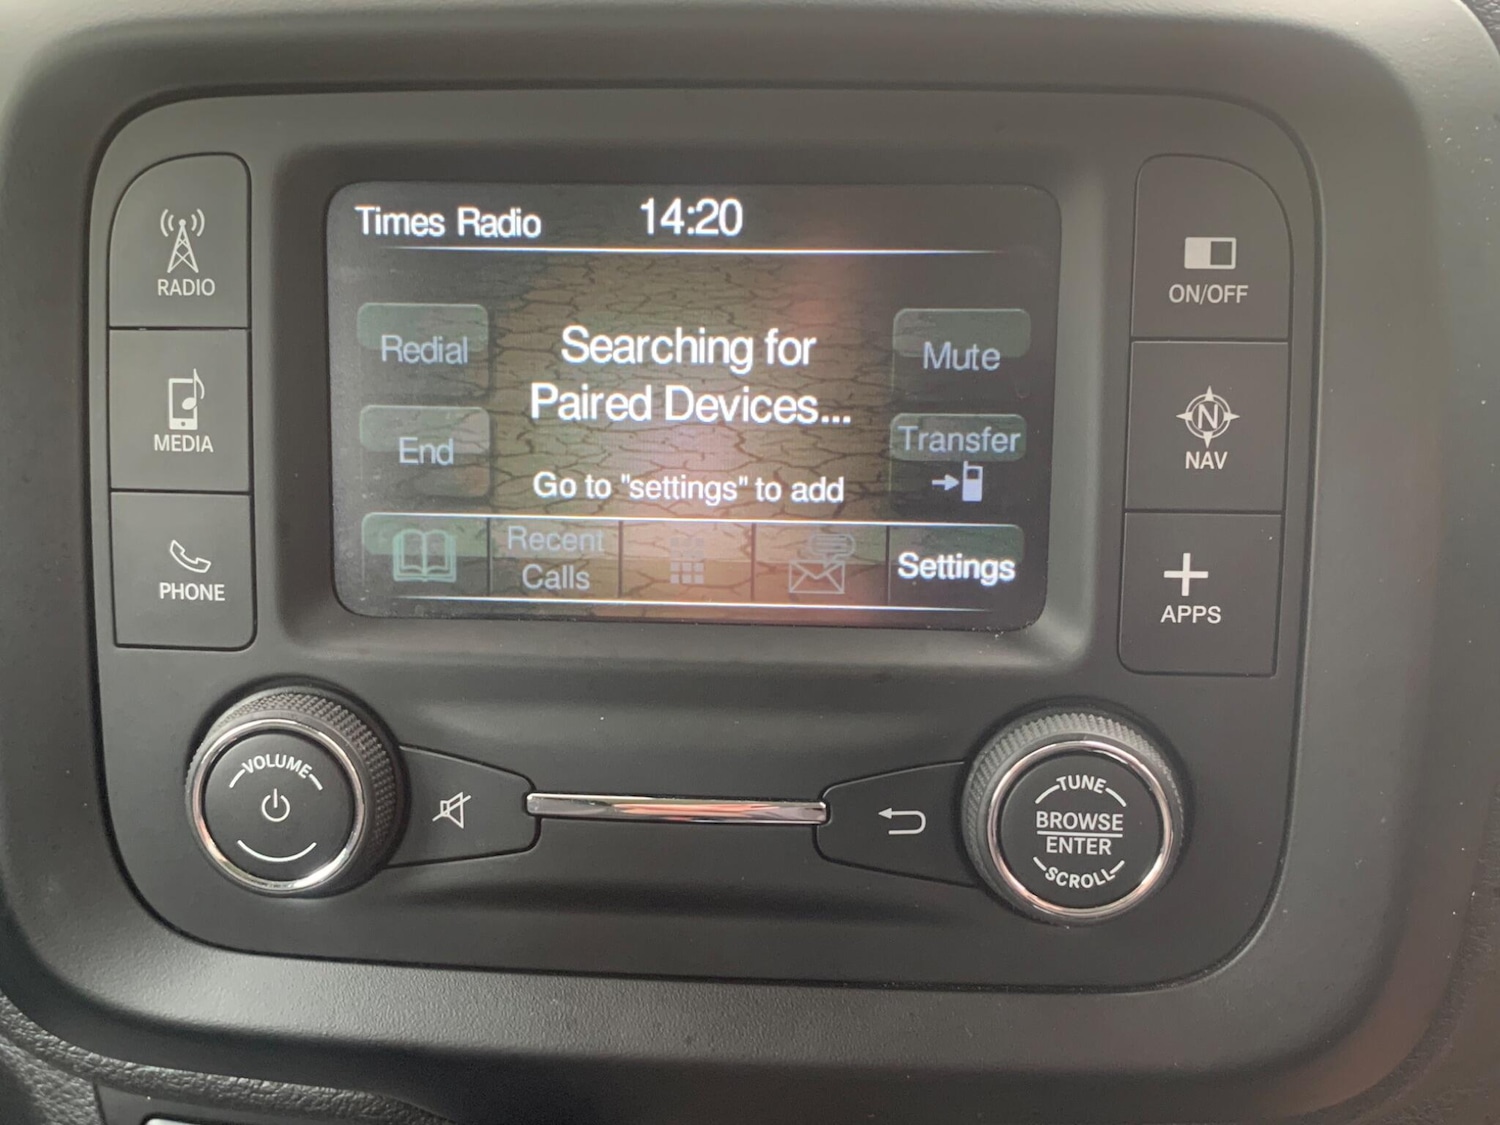 Times Radio 14:20
RADIO
MEDIA
PHONE
Redial
End
Searching for
Paired Devices...
Go to "settings" to add
Mute
Transfer
Recent
Calls
Settings
ON/OFF
N
NAV
APPS
VOLUME
TUNE
BROWSE
ENTER
SCROLL